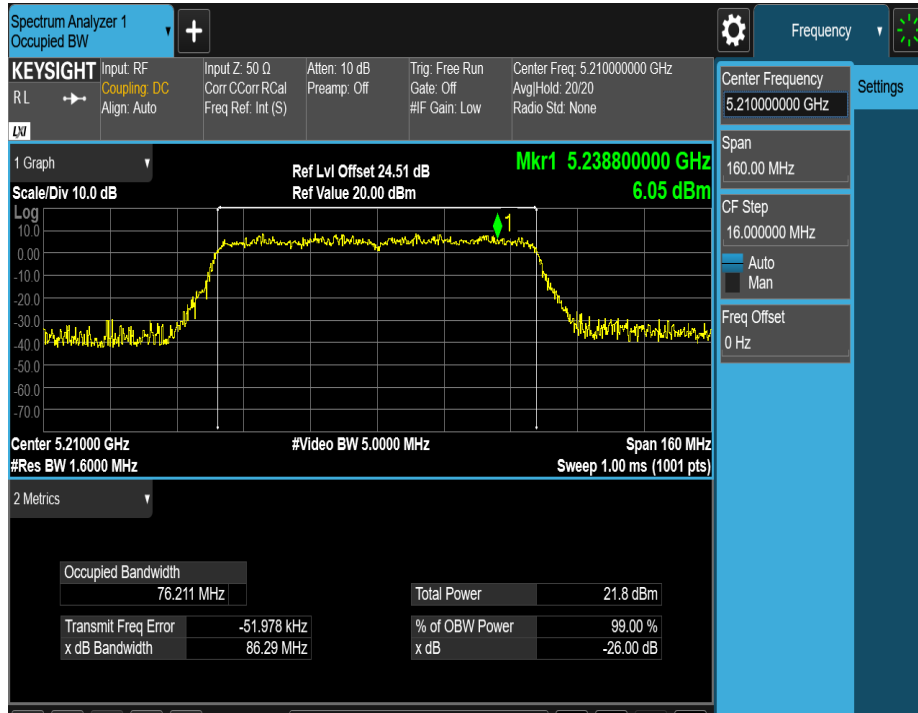 Spectrum Analyzer 1
Occupied BW
+
Frequency
KEYSIGHT
R L
LXI
Input: RF
Coupling: DC
Align: Auto
Input Z: 50 Ω
Corr CCorr RCal
Freq Ref: Int (S)
Atten: 10 dB
Preamp: Off
Trig: Free Run
Gate: Off
#IF Gain: Low
Center Freq: 5.210000000 GHz
Avg|Hold: 20/20
Radio Std: None
Center Frequency
5.210000000 GHz
Settings
Span
160.00 MHz
CF Step
16.000000 MHz
Auto
Man
Freq Offset
0 Hz
1 Graph
Scale/Div 10.0 dB
Ref Lvl Offset 24.51 dB
Ref Value 20.00 dBm
Mkr1 5.238800000 GHz
6.05 dBm
Log
10.0
0.00
-10.0
-20.0
-30.0
-40.0
-50.0
-60.0
-70.0
1
Center 5.21000 GHz
#Video BW 5.0000 MHz
Span 160 MHz
#Res BW 1.6000 MHz
Sweep 1.00 ms (1001 pts)
2 Metrics
Occupied Bandwidth
76.211 MHz
Total Power 21.8 dBm
Transmit Freq Error -51.978 kHz
% of OBW Power 99.00 %
x dB Bandwidth 86.29 MHz
x dB -26.00 dB